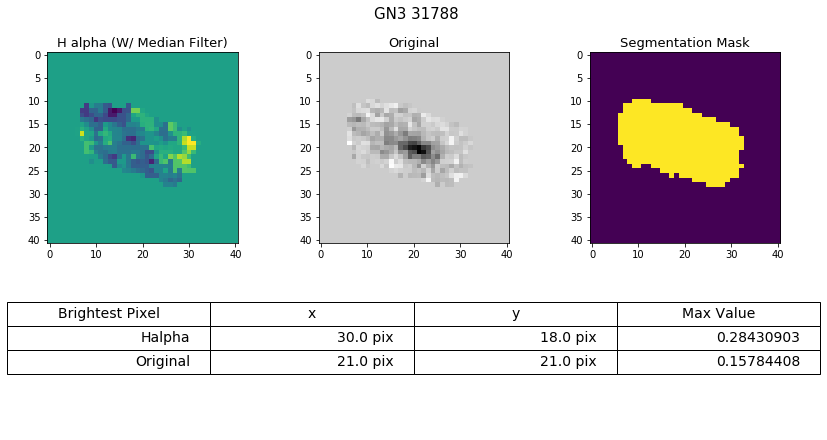 GN3 31788
H alpha (W/ Median Filter)
Original
Segmentation Mask
0
5
10
15
20
25
30
35
40
0 10 20 30 40
0
5
10
15
20
25
30
35
40
0 10 20 30 40
0
5
10
15
20
25
30
35
40
0 10 20 30 40
Brightest Pixel x y Max Value
Halpha 30.0 pix 18.0 pix 0.28430903
Original 21.0 pix 21.0 pix 0.15784408